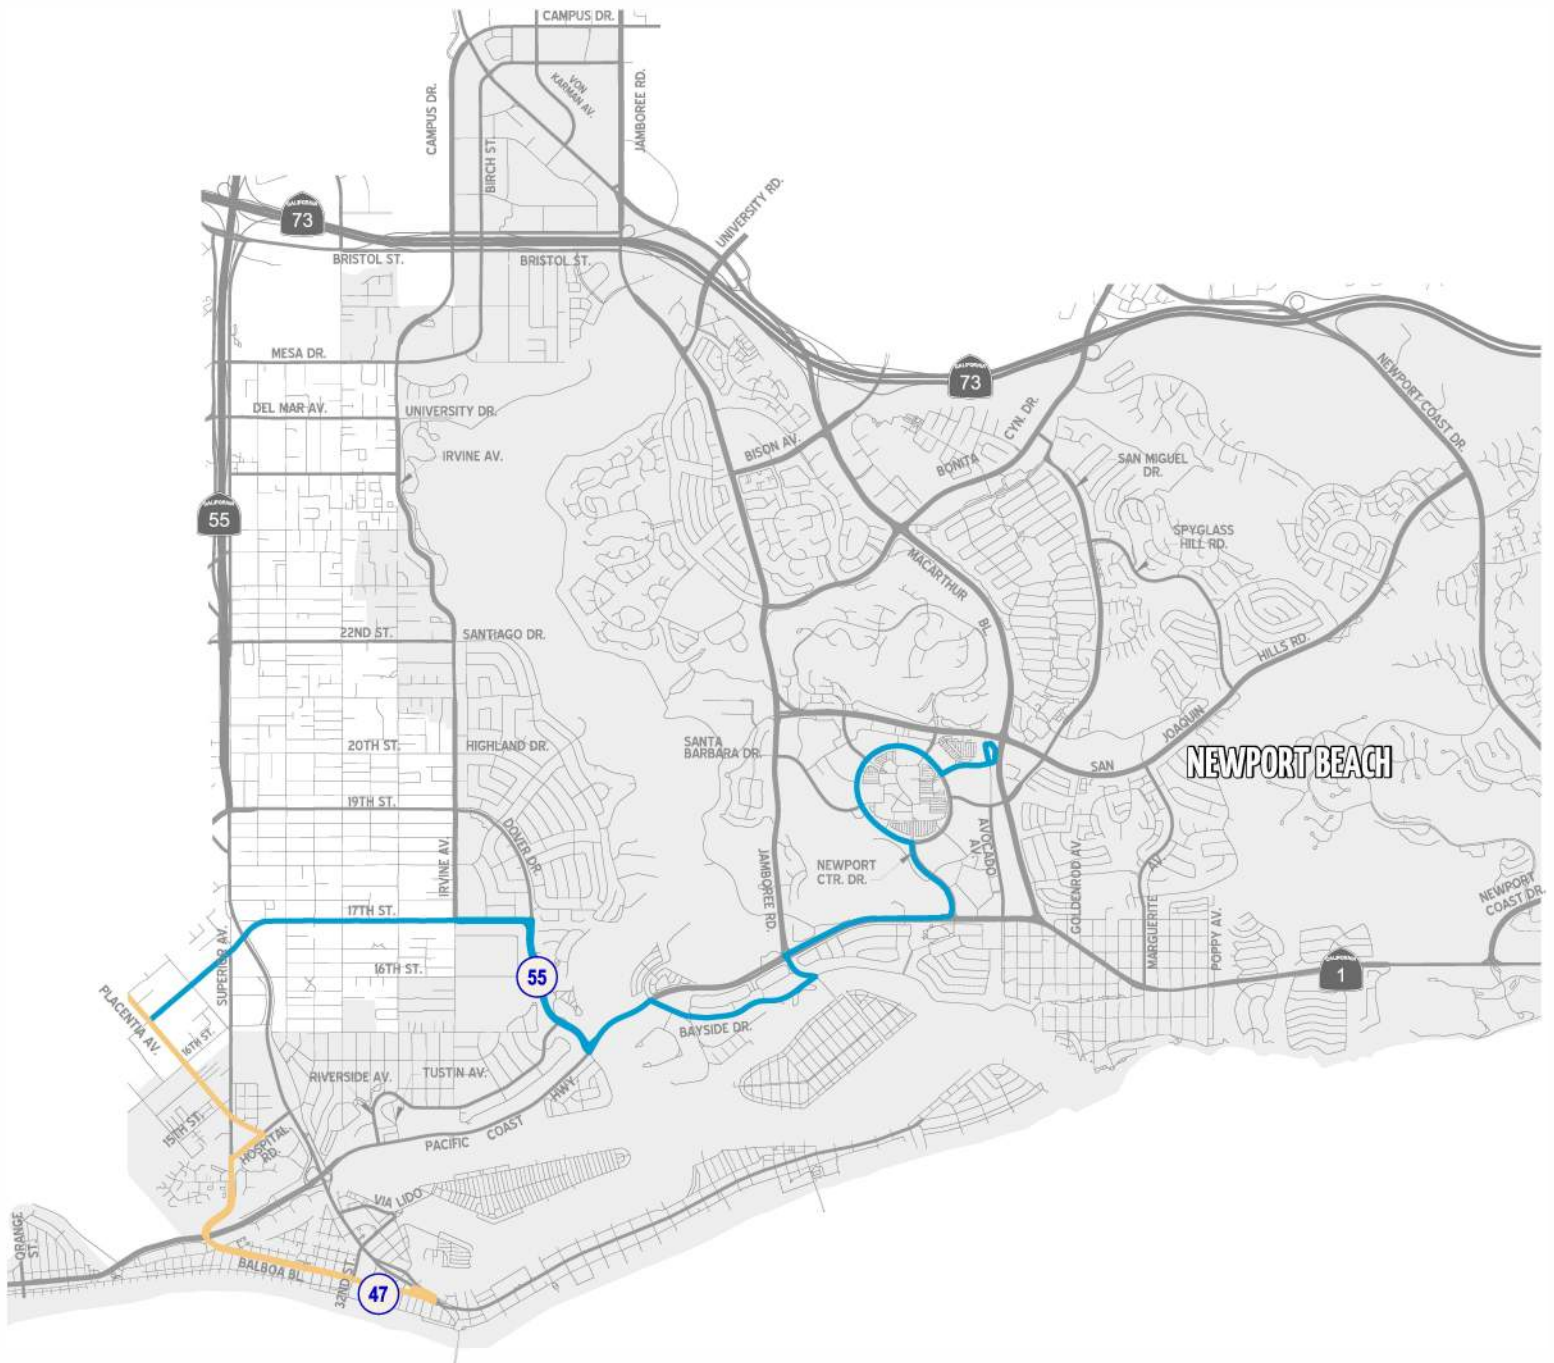 CAMPUS DR.
CAMPUS DR.
VON
KARMAN AV.
JAMBOREE RD.
BIRCH ST.
UNIVERSITY RD.
CALIFORNIA
73
BRISTOL ST.
BRISTOL ST.
MESA DR.
CALIFORNIA
73
NEWPORT COAST DR.
DEL MAR AV.
UNIVERSITY DR.
CYN. DR.
BISON AV.
IRVINE AV.
BONITA
SAN MIGUEL
DR.
CALIFORNIA
55
SPYGLASS
HILL RD.
MACARTHUR
BL.
22ND ST.
SANTIAGO DR.
HILLS RD.
JOAQUIN
20TH ST.
HIGHLAND DR.
SANTA
BARBARA DR.
SAN
NEWPORT BEACH
19TH ST.
DOVER DR.
IRVINE AV.
JAMBOREE RD.
NEWPORT
CTR. DR.
AVOCADO
AV.
GOLDENROD AV.
MARGUERITE
AV.
POPPY AV.
NEWPORT
COAST DR.
17TH ST.
SUPERIOR AV.
16TH ST.
55
CALIFORNIA
1
PLACENTIA AV.
16TH ST.
BAYSIDE DR.
RIVERSIDE AV.
TUSTIN AV.
PACIFIC
COAST
HWY.
15TH ST.
HOSPITAL
RD.
VIA LIDO
ORANGE
ST.
BALBOA BL.
32ND ST.
47